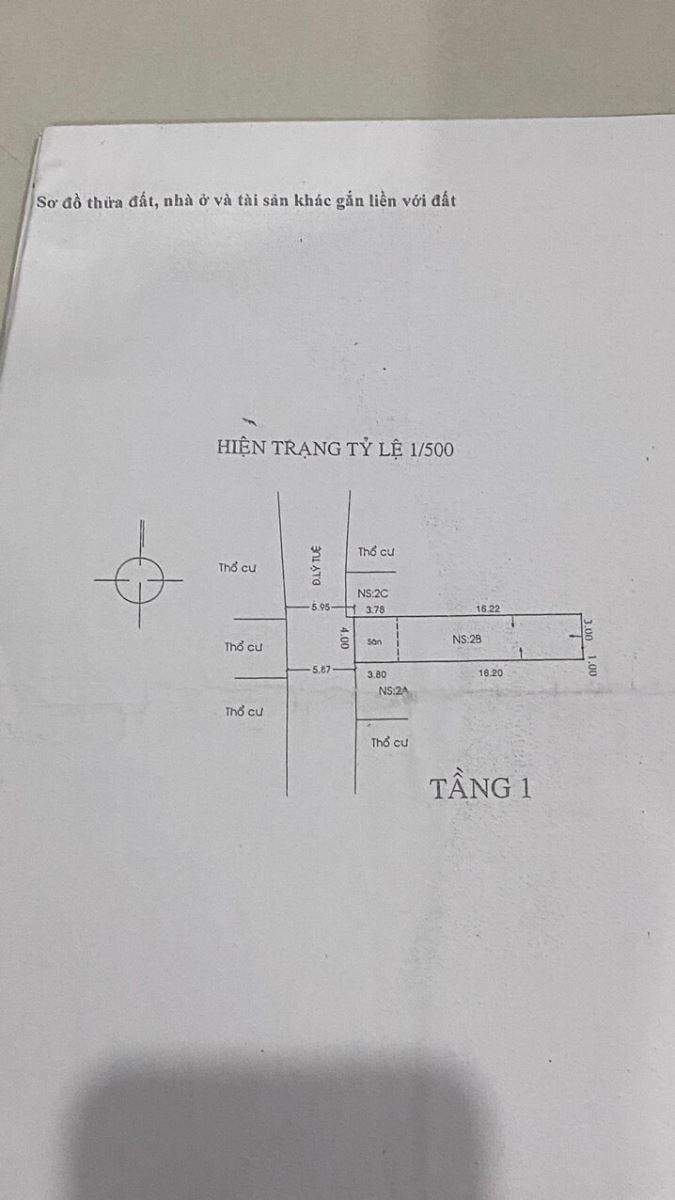 Sơ đồ thửa đất, nhà ở và tài sản khác gắn liền với đất
HIỆN TRẠNG TỶ LỆ 1/500
Đ.LÝ TUỆ
Thổ cư
Thổ cư
NS:2C
5.95
3.78
16.22
4.00
sân
NS:2B
3.00
1.00
Thổ cư
5.87
3.80
16.20
NS:2A
Thổ cư
Thổ cư
TẦNG 1